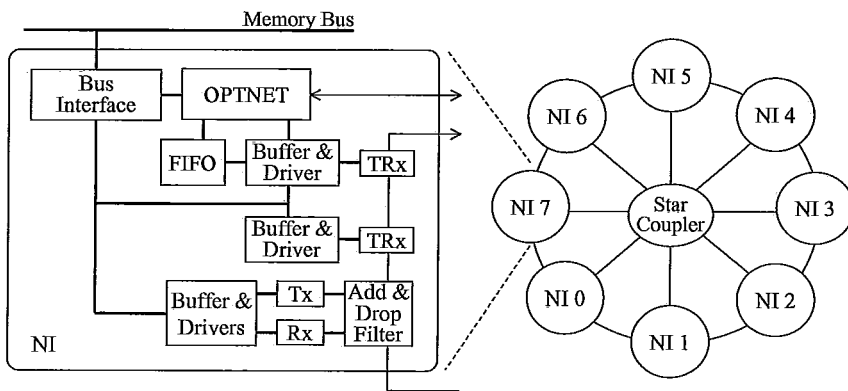 Memory Bus
Bus
Interface
OPTNET
FIFO
Buffer &
Driver
TRx
Buffer &
Driver
TRx
Buffer &
Drivers
Tx
Rx
Add &
Drop
Filter
NI
NI 5
NI 6
NI 4
NI 7
Star
Coupler
NI 3
NI 0
NI 2
NI 1